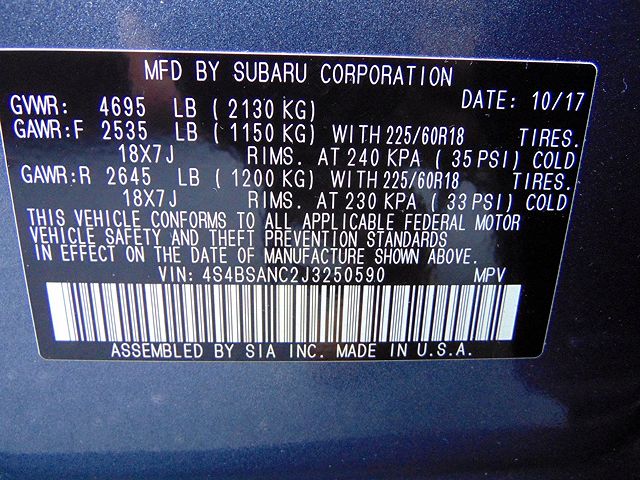 MFD BY SUBARU CORPORATION
GVWR: 4695 LB ( 2130 KG) DATE: 10/17
GAWR:F 2535 LB ( 1150 KG) WITH 225/60R18 TIRES.
18X7J RIMS. AT 240 KPA ( 35 PSI) COLD
GAWR:R 2645 LB ( 1200 KG) WITH 225/60R18 TIRES.
18X7J RIMS. AT 230 KPA ( 33 PSI) COLD
THIS VEHICLE CONFORMS TO ALL APPLICABLE FEDERAL MOTOR
VEHICLE SAFETY AND THEFT PREVENTION STANDARDS
IN EFFECT ON THE DATE OF MANUFACTURE SHOWN ABOVE.
VIN: 4S4BSANC2J3250590 MPV
ASSEMBLED BY SIA INC. MADE IN U.S.A.